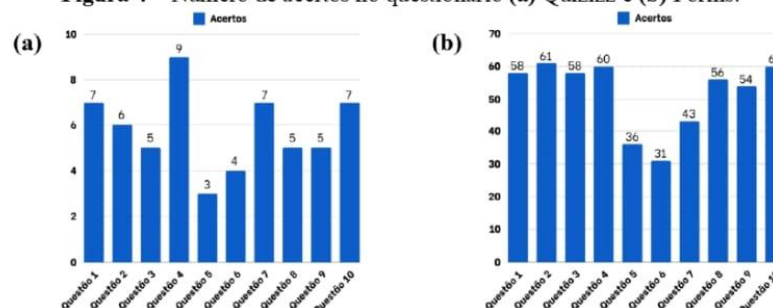 Número de acertos no questionário (a) Quizizz e (b) Forms.
Acertos
Acertos
(a)
10
8
6
4
2
0
7
6
5
9
3
4
7
5
5
7
Questão 1
Questão 2
Questão 3
Questão 4
Questão 5
Questão 6
Questão 7
Questão 8
Questão 9
Questão 10
(b)
70
60
50
40
30
20
10
0
58
61
58
60
36
31
43
56
54
Questão 1
Questão 2
Questão 3
Questão 4
Questão 5
Questão 6
Questão 7
Questão 8
Questão 9